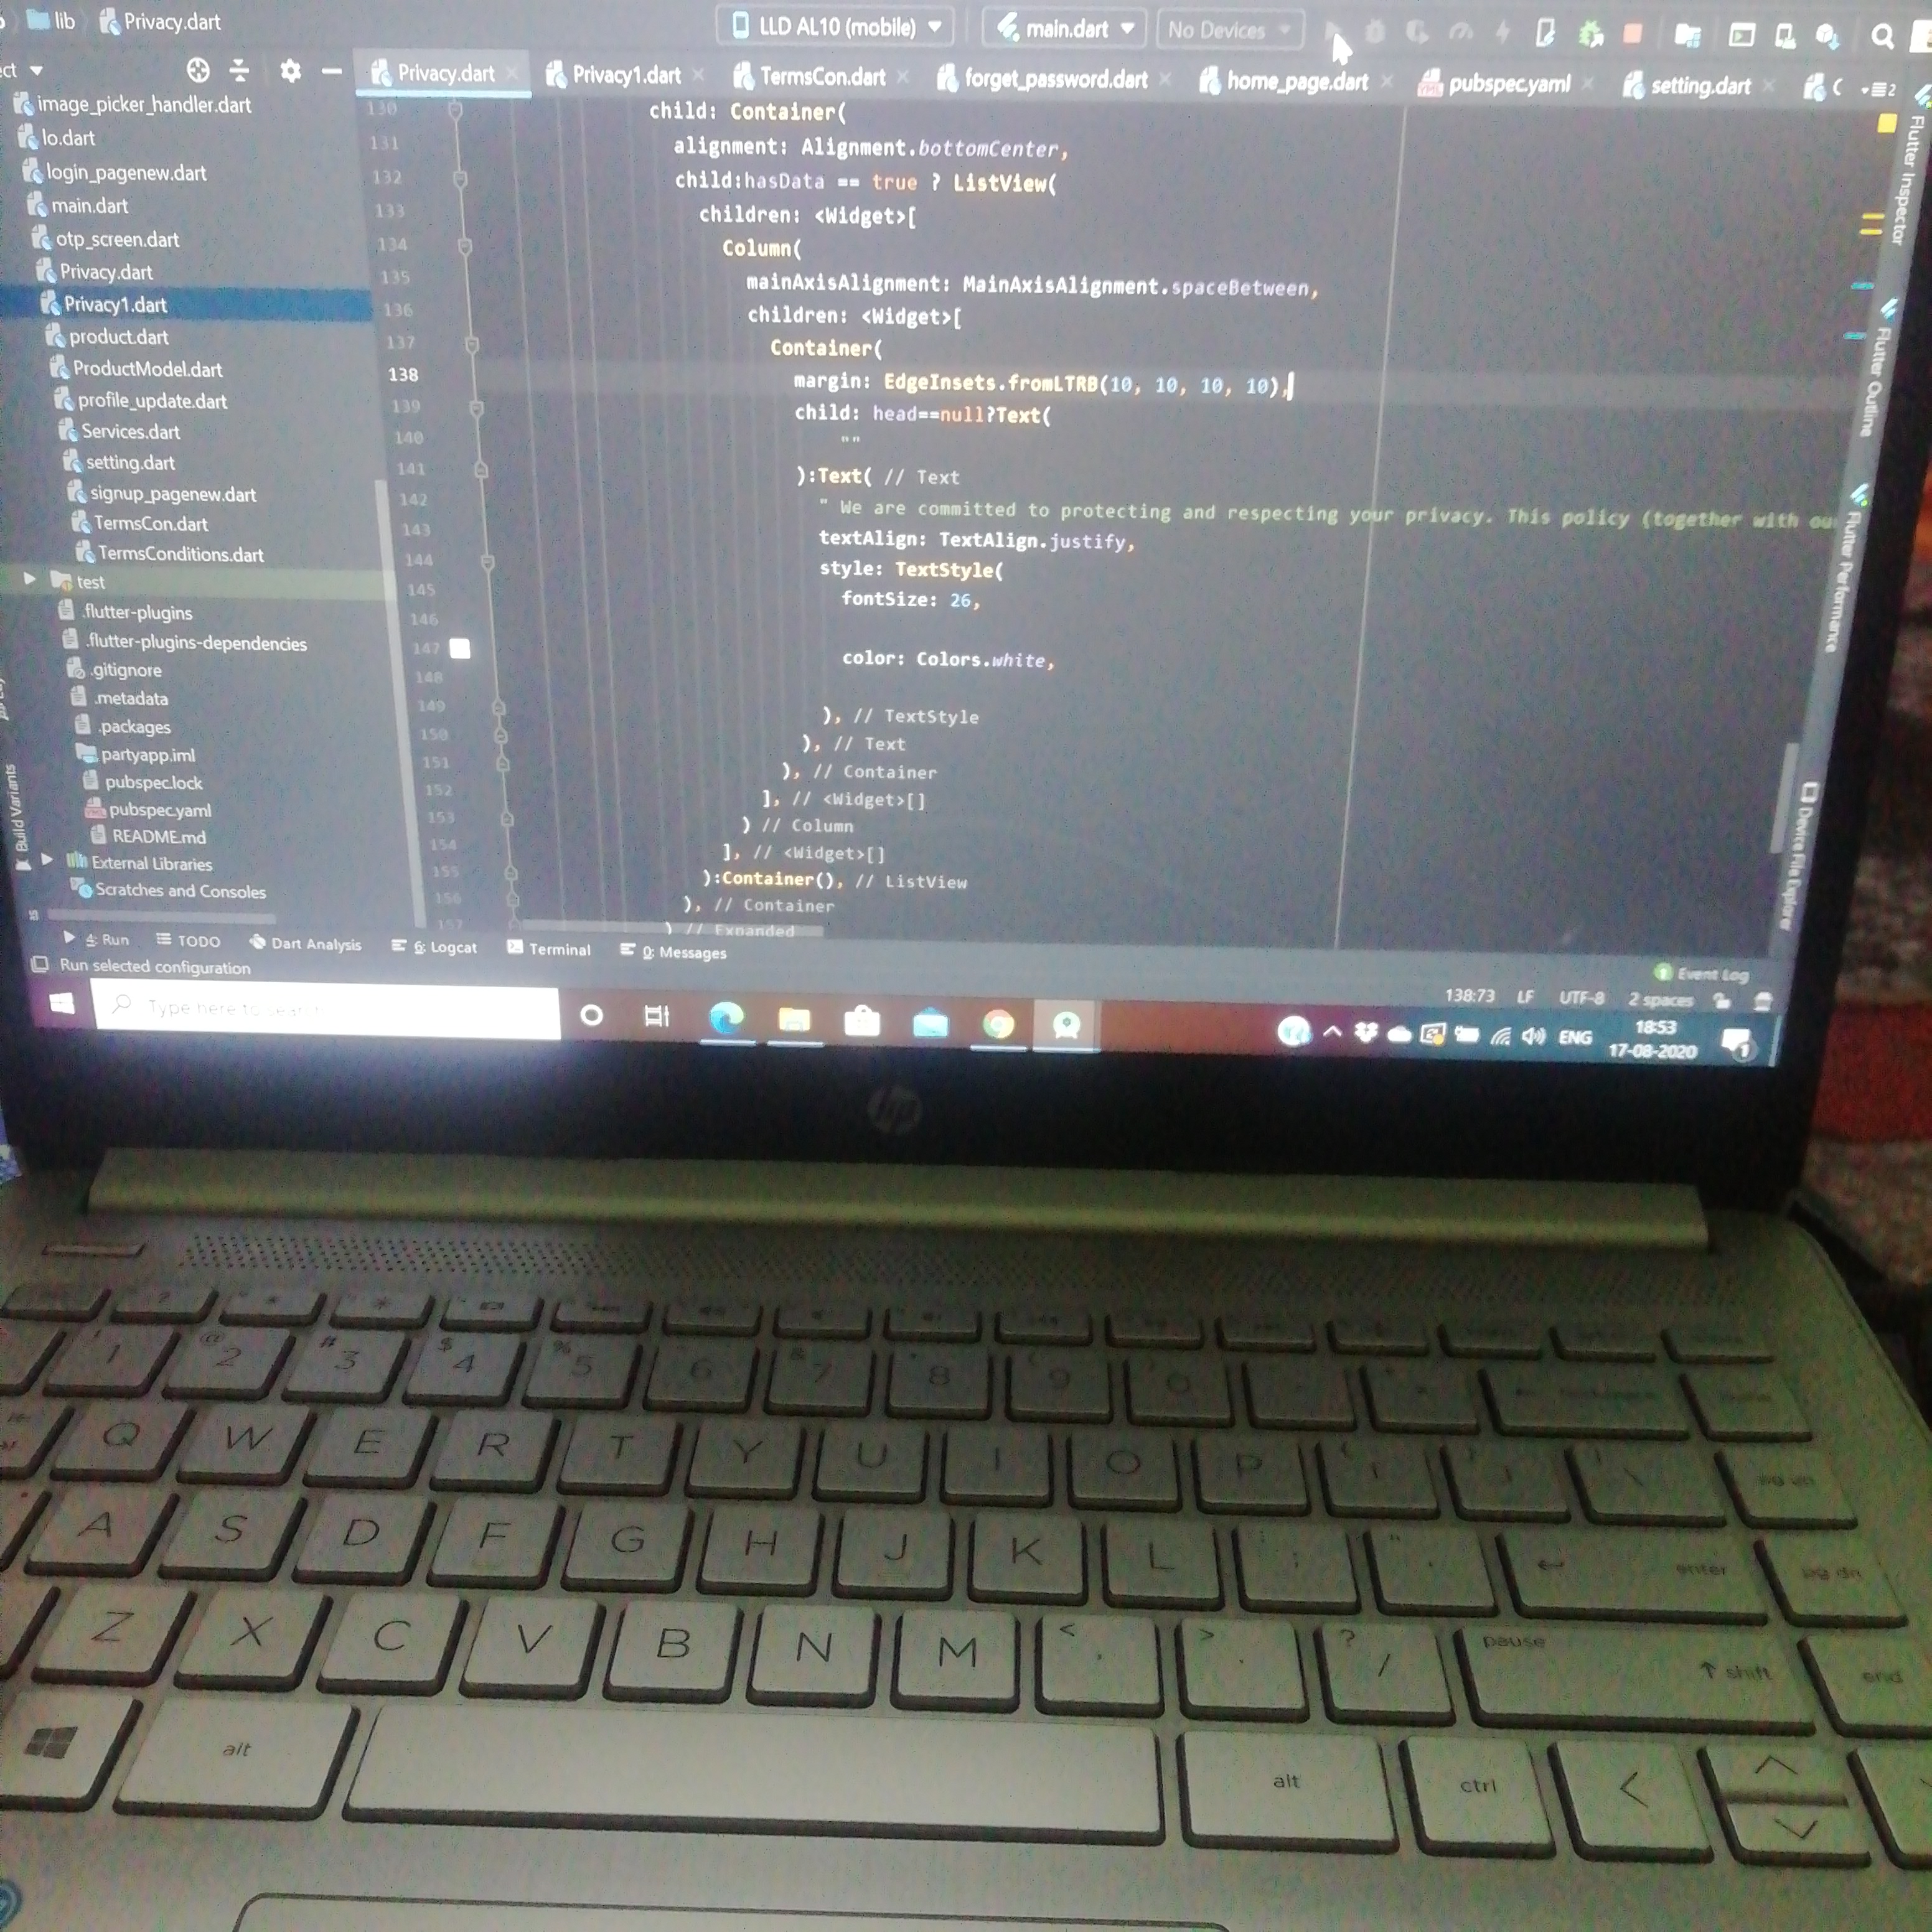 lib Privacy.dart LLD AL10 (mobile) main.dart No Devices
Privacy.dart Privacy1.dart TermsCon.dart forget_password.dart home_page.dart pubspec.yaml setting.dart
image_picker_handler.dart
lo.dart
login_pagenew.dart
main.dart
otp_screen.dart
Privacy.dart
Privacy1.dart
product.dart
ProductModel.dart
profile_update.dart
Services.dart
setting.dart
signup_pagenew.dart
TermsCon.dart
TermsConditions.dart
test
.flutter-plugins
.flutter-plugins-dependencies
.gitignore
.metadata
.packages
partyapp.iml
pubspec.lock
pubspec.yaml
README.md
External Libraries
Scratches and Consoles
130 child: Container(
131 alignment: Alignment.bottomCenter,
132 child:hasData == true ? ListView(
133 children: <Widget>[
134 Column(
135 mainAxisAlignment: MainAxisAlignment.spaceBetween,
136 children: <Widget>[
137 Container(
138 margin: EdgeInsets.fromLTRB(10, 10, 10, 10),
139 child: head==null?Text(
140 ""
141 ):Text( // Text
142 " We are committed to protecting and respecting your privacy. This policy (together with ou
143 textAlign: TextAlign.justify,
144 style: TextStyle(
145 fontSize: 26,
146
147 color: Colors.white,
148
149 ), // TextStyle
150 ), // Text
151 ), // Container
152 ], // <Widget>[]
153 ) // Column
154 ], // <Widget>[]
155 ):Container(), // ListView
156 ), // Container
157 ) // Expanded
Flutter Inspector
Flutter Outline
Flutter Performance
Device File Explorer
Build Variants
4: Run TODO Dart Analysis 6: Logcat Terminal 0: Messages
Event Log
Run selected configuration
138:73 LF UTF-8 2 spaces
Type here to search
ENG 18:53
17-08-2020
hp
1 @ 2 # 3 $ 4 % 5 6 & 7 8 9 0
Q W E R T Y U I O P
A S D F G H J K L ; enter pg dn
Z X C V B N M < , > . ? / pause shift end
alt alt ctrl